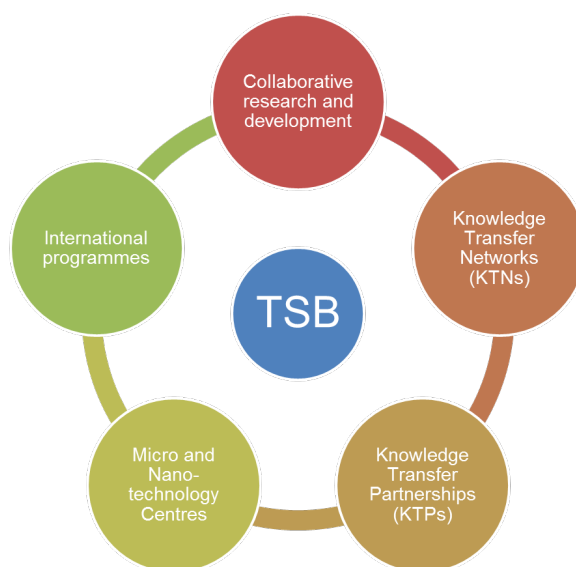 Collaborative
research and
development
Knowledge
Transfer
Networks
(KTNs)
Knowledge
Transfer
Partnerships
(KTPs)
Micro and
Nano-
technology
Centres
International
programmes
TSB